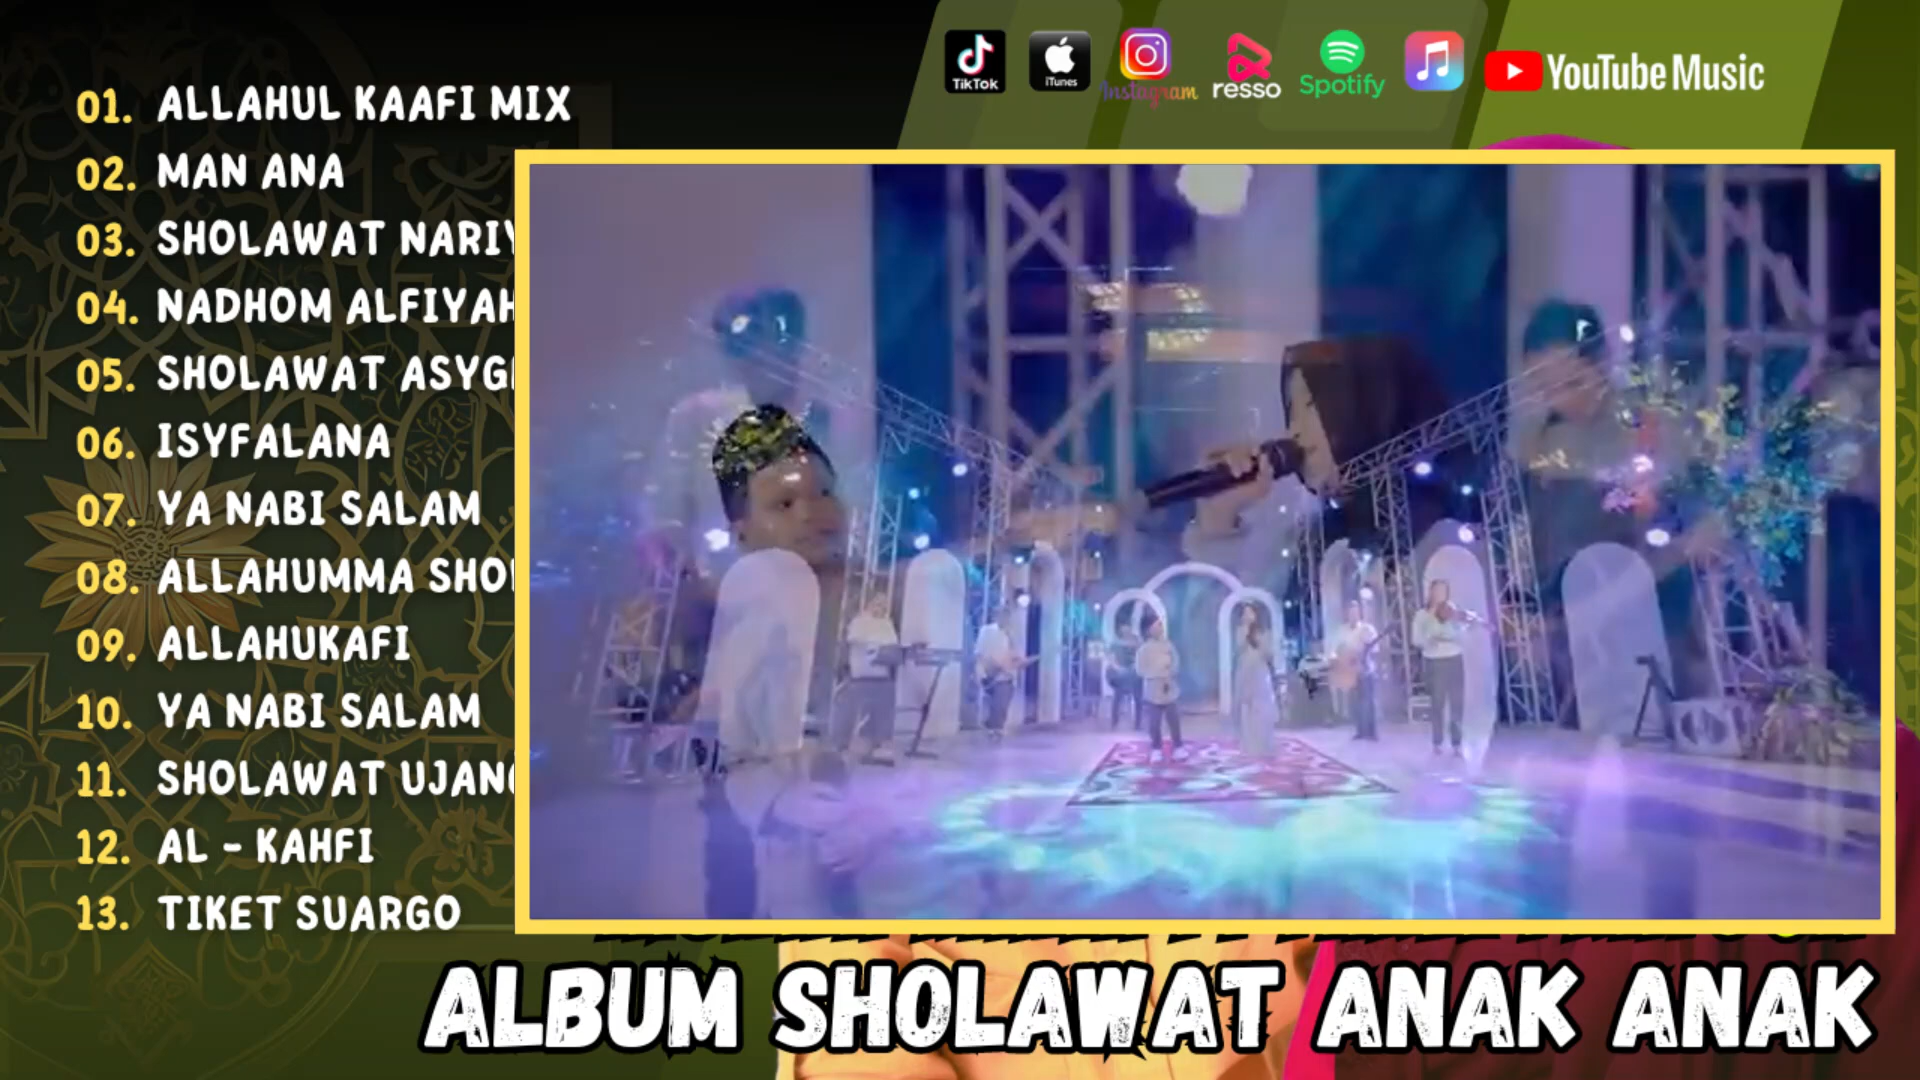 TikTok
iTunes
Instagram
resso
Spotify
YouTube Music
01. ALLAHUL KAAFI MIX
02. MAN ANA
03. SHOLAWAT
04. NADHOM ALFIYAH
05. SHOLAWAT
06. ISYFALANA
07. YA NABI SALAM
08. ALLAHUMMA
09. ALLAHUKAFI
10. YA NABI SALAM
11. SHOLAWAT
12. AL - KAHFI
13. TIKET SUARGO
ALBUM SHOLAWAT ANAK ANAK